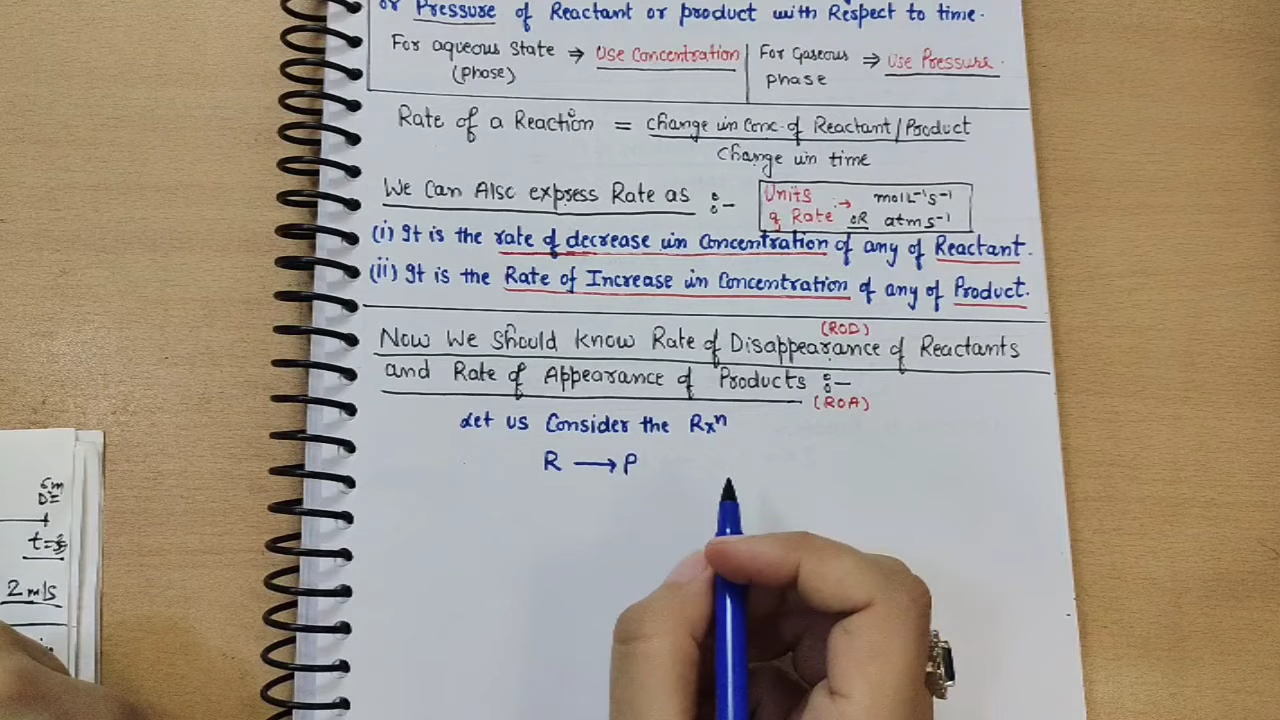 or Pressure of Reactant or product with Respect to time.
For aqueous state ⇒ Use Concentration
(phase)
For Gaseous ⇒ Use Pressure.
phase
Rate of a Reaction = change in conc. of Reactant/Product
change in time
We can Also express Rate as :-
Units of Rate → mol L⁻¹ s⁻¹
OR atm s⁻¹
(i) It is the rate of decrease in concentration of any of Reactant.
(ii) It is the Rate of Increase in Concentration of any of Product.
(ROD)
Now We should know Rate of Disappearance of Reactants
and Rate of Appearance of Products :-
(ROA)
Let us Consider the Rxⁿ
R ⟶ P
t=
2 m/s